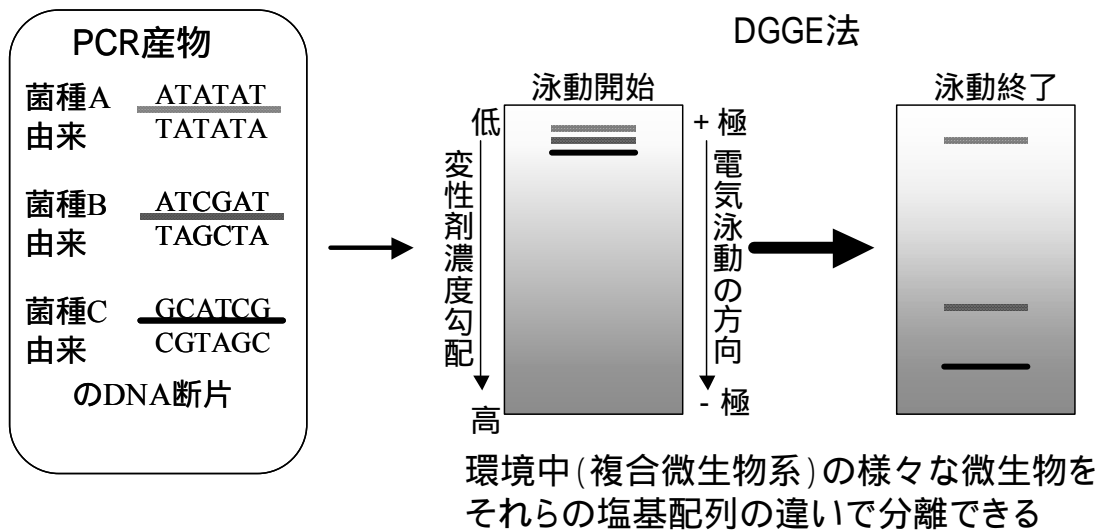 PCR産物
菌種A ATATAT
由来 TATATA
菌種B ATCGAT
由来 TAGCTA
菌種C GCATCG
由来 CGTAGC
のDNA断片
DGGE法
泳動開始
低
変性剤濃度勾配
高
+ 極
電気泳動の方向
- 極
泳動終了
環境中(複合微生物系)の様々な微生物を
それらの塩基配列の違いで分離できる